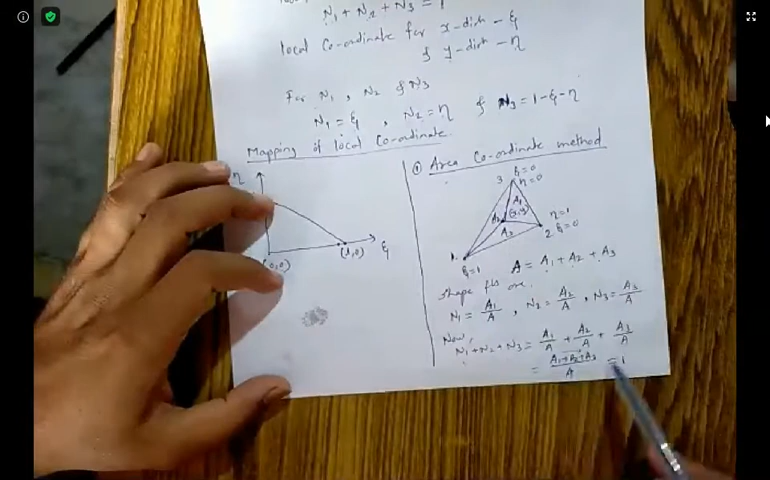 N₁ + N₂ + N₃ = 1
local Co-ordinate for x-dirn - ξ
& y-dirn - η
For N₁, N₂ & N₃
N₁ = ξ, N₂ = η & N₃ = 1-ξ-η
Mapping of local Co-ordinate.
η
(1,0)
ξ
(0,0)
① Area Co-ordinate method
3 ξ=0
η=0
A₁
(x,y)
A₂
η=1
2 ξ=0
1.
ξ=1
A = A₁ + A₂ + A₃
shape fns are.
N₁ = A₁/A, N₂ = A₂/A, N₃ = A₃/A
Now,
N₁ + N₂ + N₃ = A₁/A + A₂/A + A₃/A
= A₁+A₂+A₃/A = 1